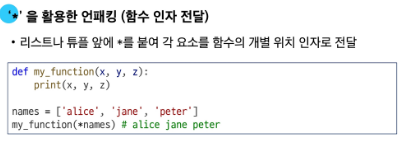 '*' 을 활용한 언패킹 (함수 인자 전달)
• 리스트나 튜플 앞에 *를 붙여 각 요소를 함수의 개별 위치 인자로 전달
def my_function(x, y, z):
    print(x, y, z)
names = ['alice', 'jane', 'peter']
my_function(*names) # alice jane peter